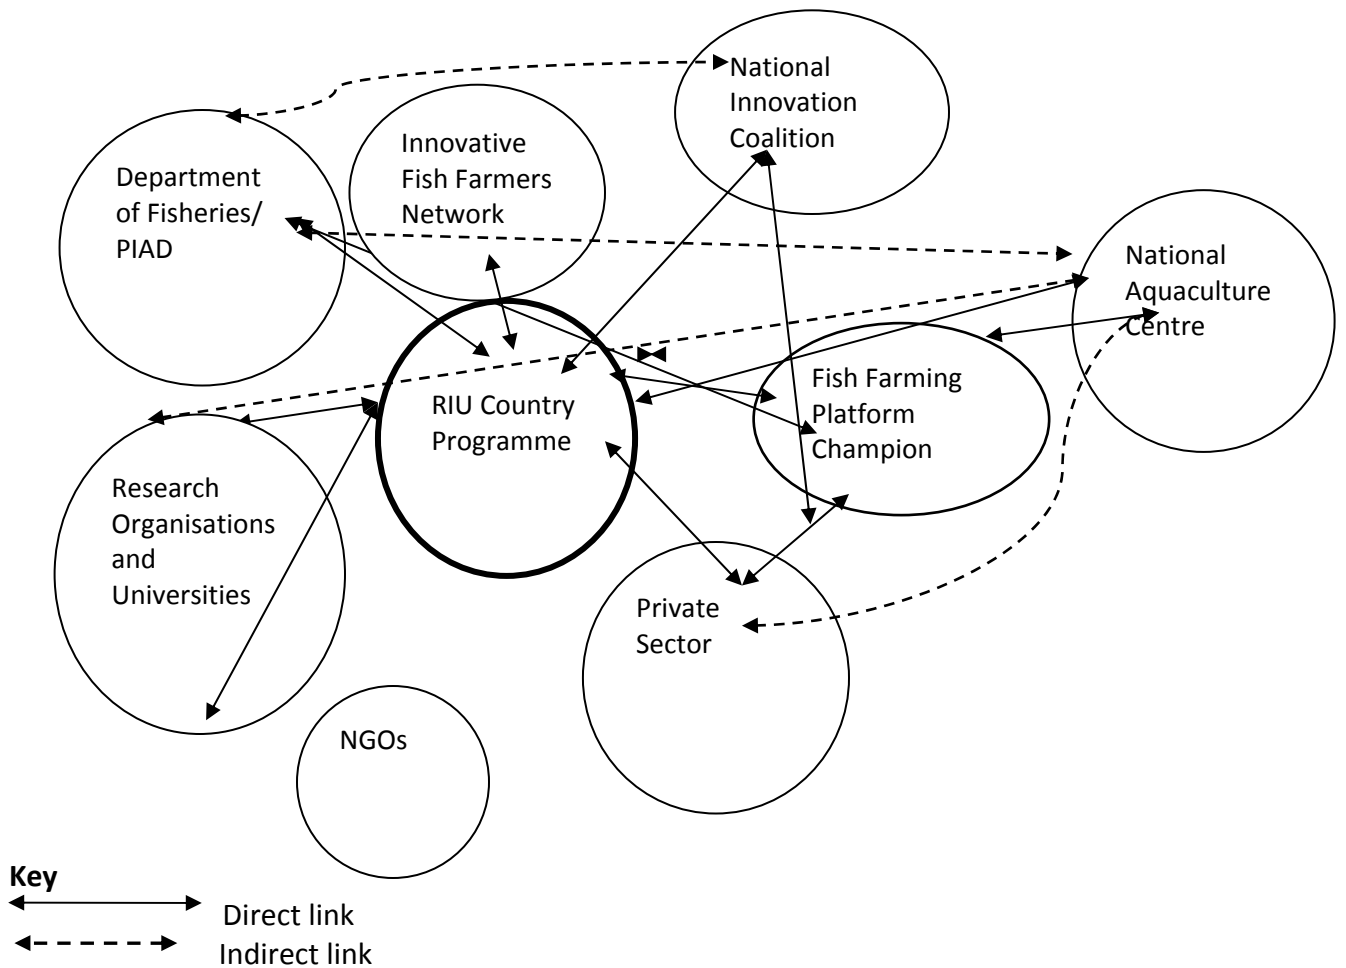 National
Innovation
Coalition
Innovative
Fish Farmers
Network
Department
of Fisheries/
PIAD
National
Aquaculture
Centre
RIU Country
Programme
Fish Farming
Platform
Champion
Research
Organisations
and
Universities
Private
Sector
NGOs
Key
Direct link
Indirect link